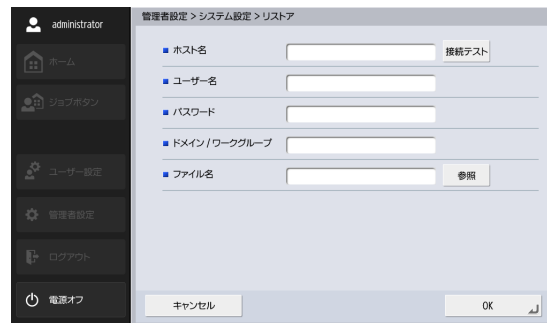 administrator
管理者設定 > システム設定 > リストア
ホーム
ジョブボタン
ユーザー設定
管理者設定
ログアウト
電源オフ
ホスト名
接続テスト
ユーザー名
パスワード
ドメイン / ワークグループ
ファイル名
参照
キャンセル
OK